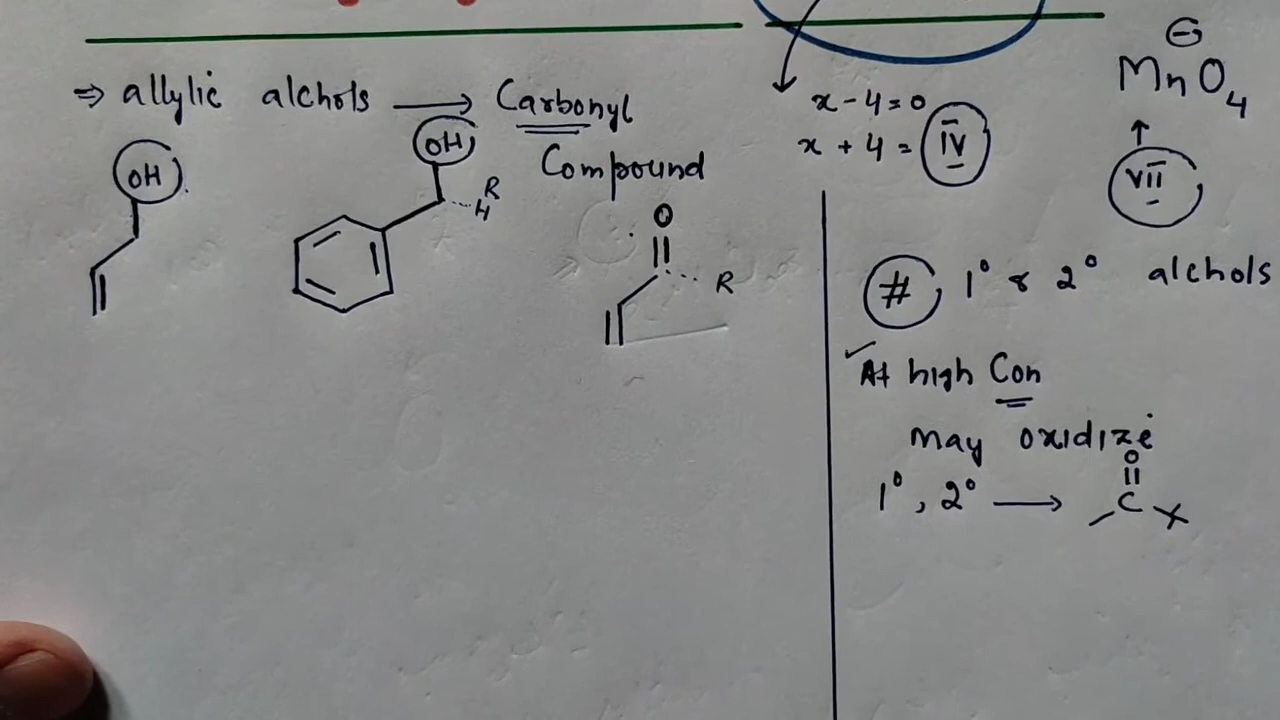 ⇒ allylic alchols ⟶ Carbonyl
Compound
OH
OH
R
H
O
R
x - 4 = 0
x + 4 = IV
⊖
MnO4
VII
# 1° & 2° alchols
✓At high Con
may oxidize
1°, 2° ⟶
O
C
X